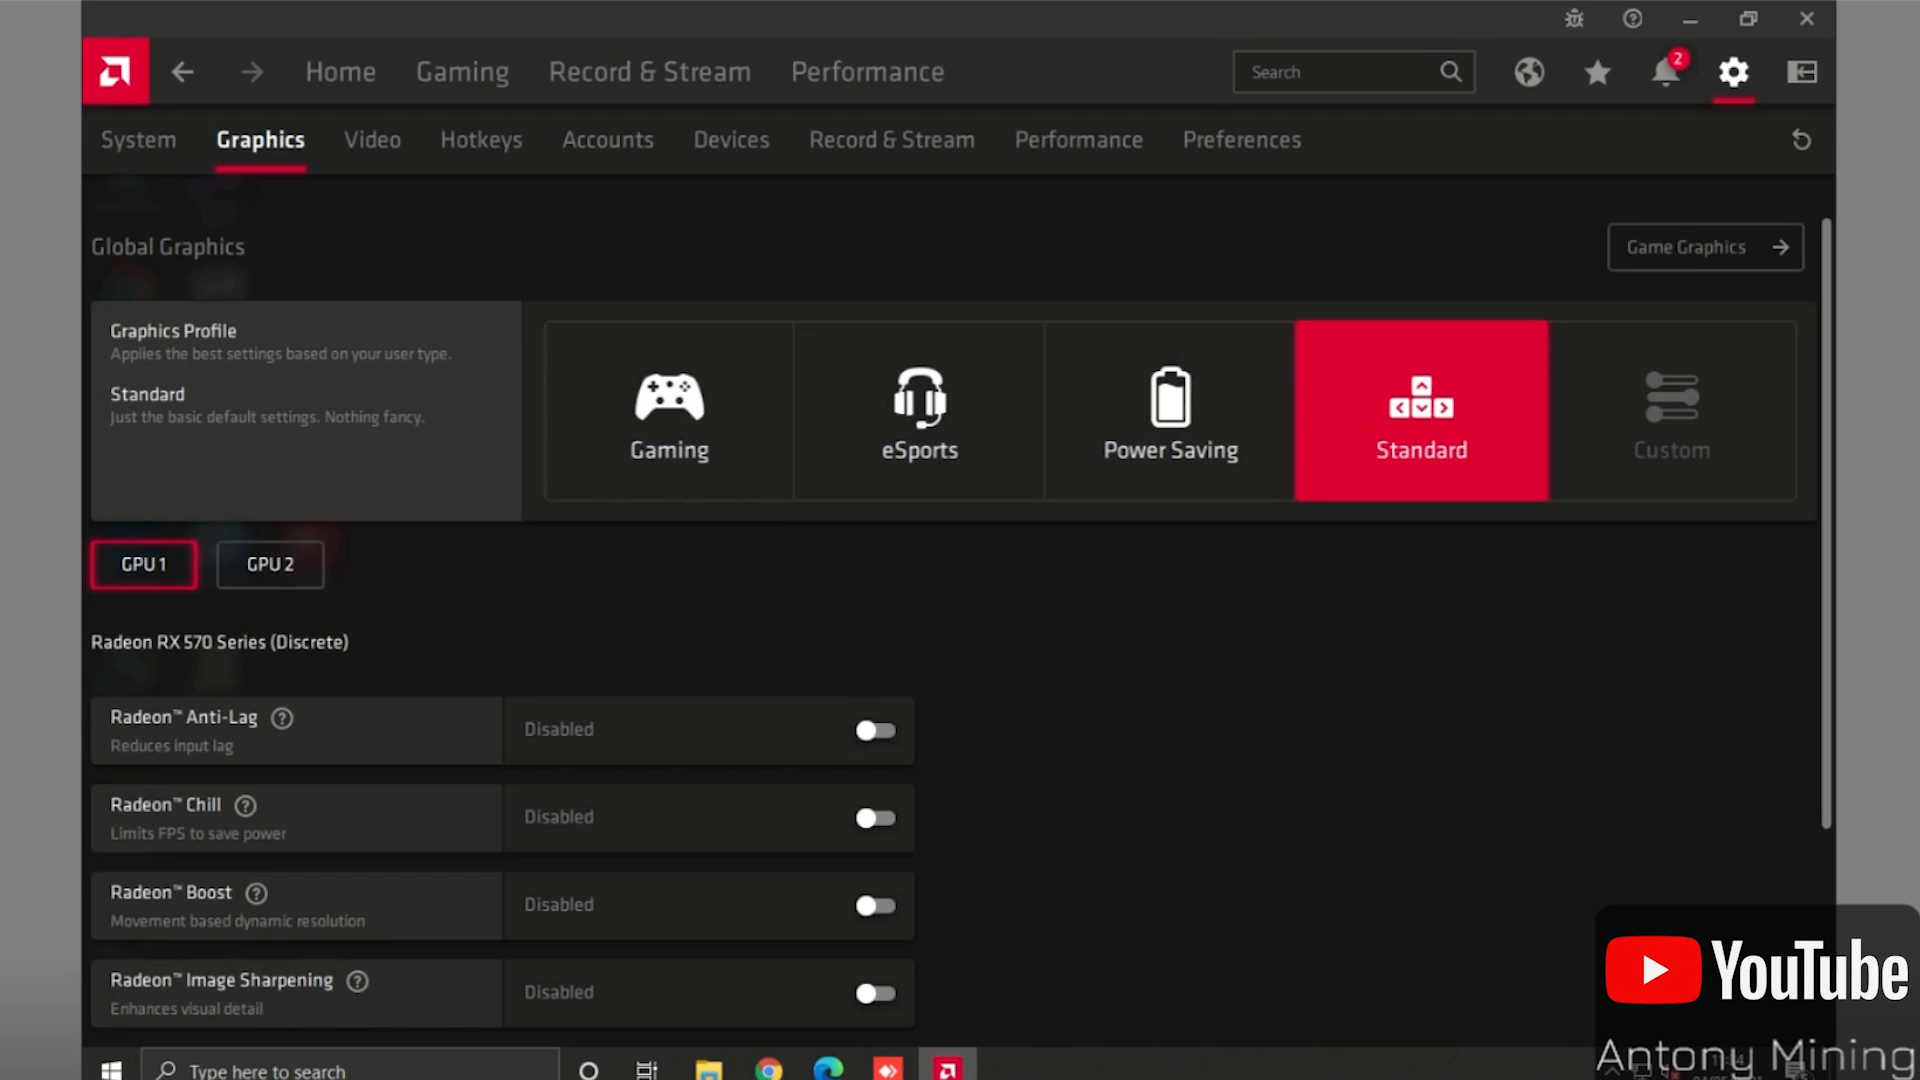 Home Gaming Record & Stream Performance Search 2
System Graphics Video Hotkeys Accounts Devices Record & Stream Performance Preferences
Global Graphics
Game Graphics
Graphics Profile
Applies the best settings based on your user type.
Standard
Just the basic default settings. Nothing fancy.
Gaming eSports Power Saving Standard Custom
GPU 1 GPU 2
Radeon RX 570 Series (Discrete)
Radeon™ Anti-Lag
Disabled
Reduces input lag
Radeon™ Chill
Disabled
Limits FPS to save power
Radeon™ Boost
Disabled
Movement based dynamic resolution
Radeon™ Image Sharpening
Disabled
Enhances visual detail
YouTube
Antony Mining
Type here to search